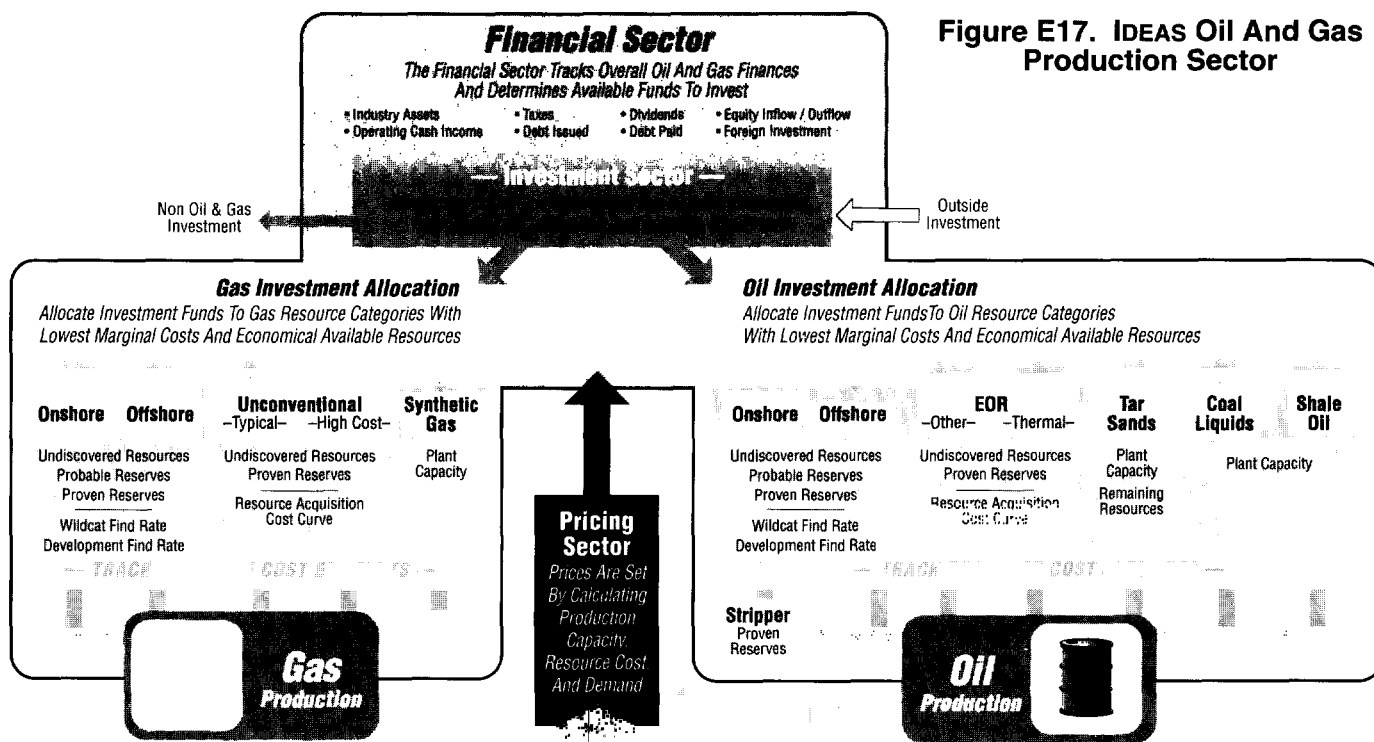 Figure E17. IDEAS Oil And Gas
Production Sector
Financial Sector
The Financial Sector Tracks Overall Oil And Gas Finances
And Determines Available Funds To Invest
• Industry Assets • Taxes • Dividends • Equity Inflow / Outflow
• Operating Cash Income • Debt Issued • Debt Paid • Foreign Investment
— Investment Sector —
Non Oil & Gas
Investment
Outside
Investment
Gas Investment Allocation
Allocate Investment Funds To Gas Resource Categories With
Lowest Marginal Costs And Economical Available Resources
Onshore Offshore
Undiscovered Resources
Probable Reserves
Proven Reserves
Wildcat Find Rate
Development Find Rate
Unconventional
–Typical– –High Cost–
Undiscovered Resources
Proven Reserves
Resource Acquisition
Cost Curve
Synthetic
Gas
Plant
Capacity
— TRACK COST
Gas
Production
Pricing
Sector
Prices Are Set
By Calculating
Production
Capacity,
Resource Cost
And Demand
Oil Investment Allocation
Allocate Investment FundsTo Oil Resource Categories
With Lowest Marginal Costs And Economical Available Resources
Onshore Offshore
Undiscovered Resources
Probable Reserves
Proven Reserves
Wildcat Find Rate
Development Find Rate
EOR
–Other– –Thermal–
Undiscovered Resources
Proven Reserves
Resource Acquisition
Cost Curve
Tar
Sands
Plant
Capacity
Remaining
Resources
Coal
Liquids
Shale
Oil
Plant Capacity
— TRACK COST —
Stripper
Proven
Reserves
Oil
Production